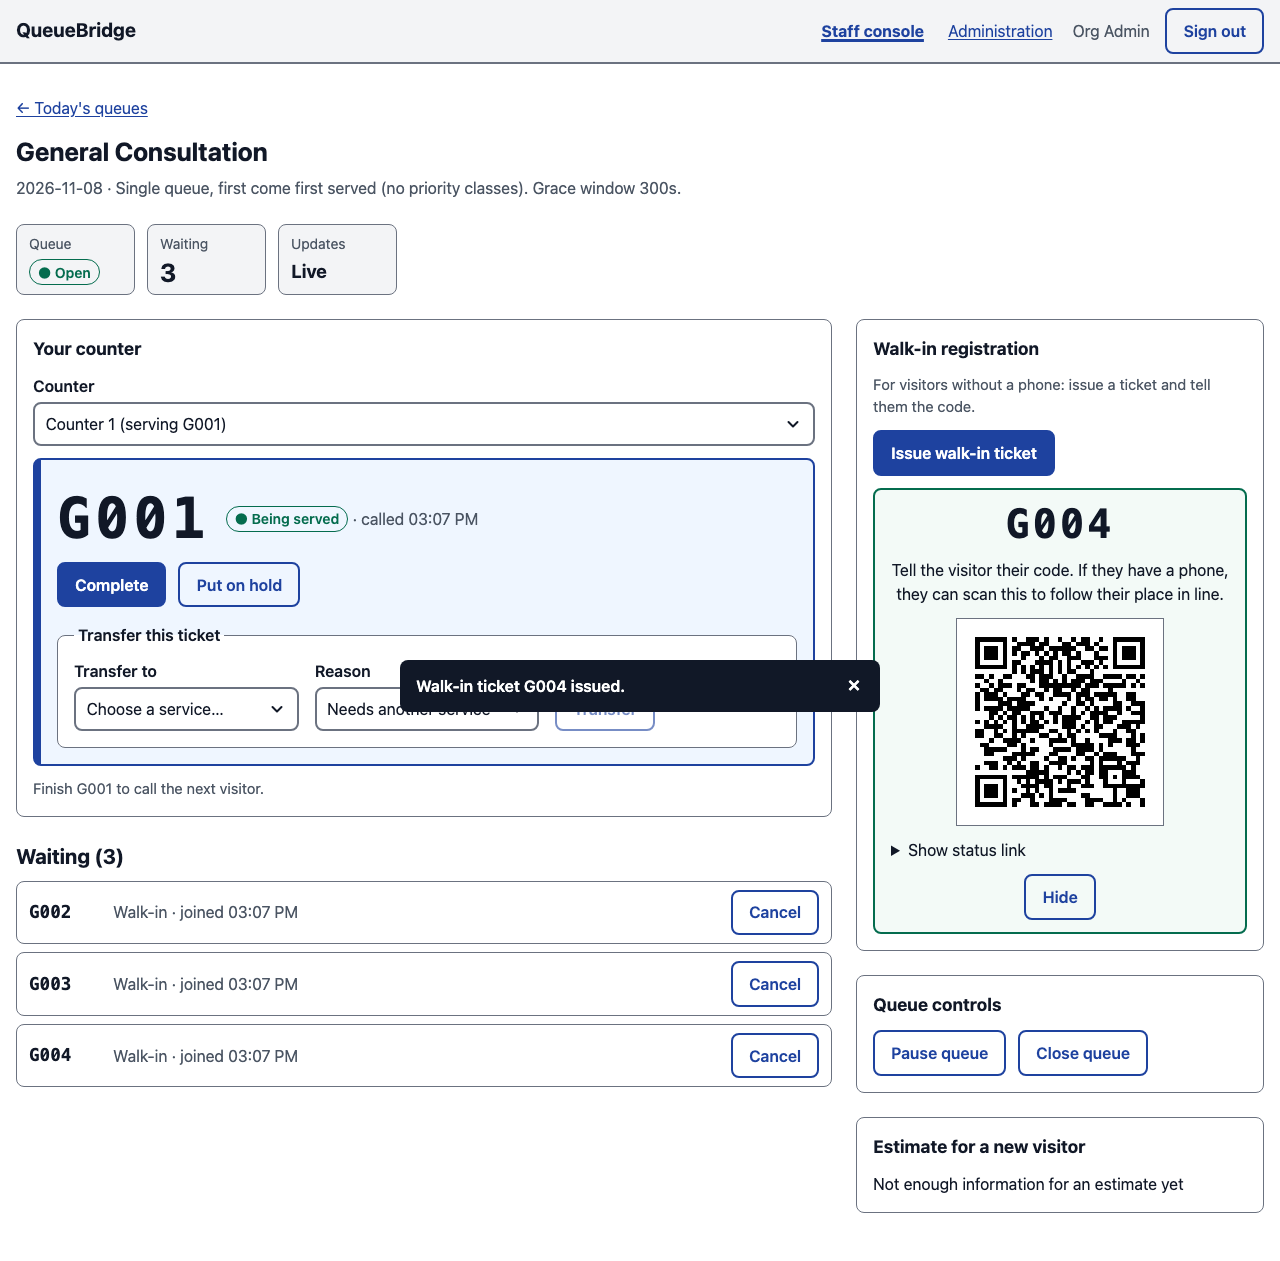 QueueBridge
Staff console
Administration
Org Admin
Sign out
← Today's queues
General Consultation
2026-11-08 · Single queue, first come first served (no priority classes). Grace window 300s.
Queue
Open
Waiting
3
Updates
Live
Your counter
Counter
Counter 1 (serving G001)
G001
Being served
· called 03:07 PM
Complete
Put on hold
Transfer this ticket
Transfer to
Choose a service...
Reason
Needs another service
Transfer
Walk-in ticket G004 issued.
Finish G001 to call the next visitor.
Waiting (3)
G002
Walk-in · joined 03:07 PM
Cancel
G003
Walk-in · joined 03:07 PM
Cancel
G004
Walk-in · joined 03:07 PM
Cancel
Walk-in registration
For visitors without a phone: issue a ticket and tell
them the code.
Issue walk-in ticket
G004
Tell the visitor their code. If they have a phone,
they can scan this to follow their place in line.
Show status link
Hide
Queue controls
Pause queue
Close queue
Estimate for a new visitor
Not enough information for an estimate yet